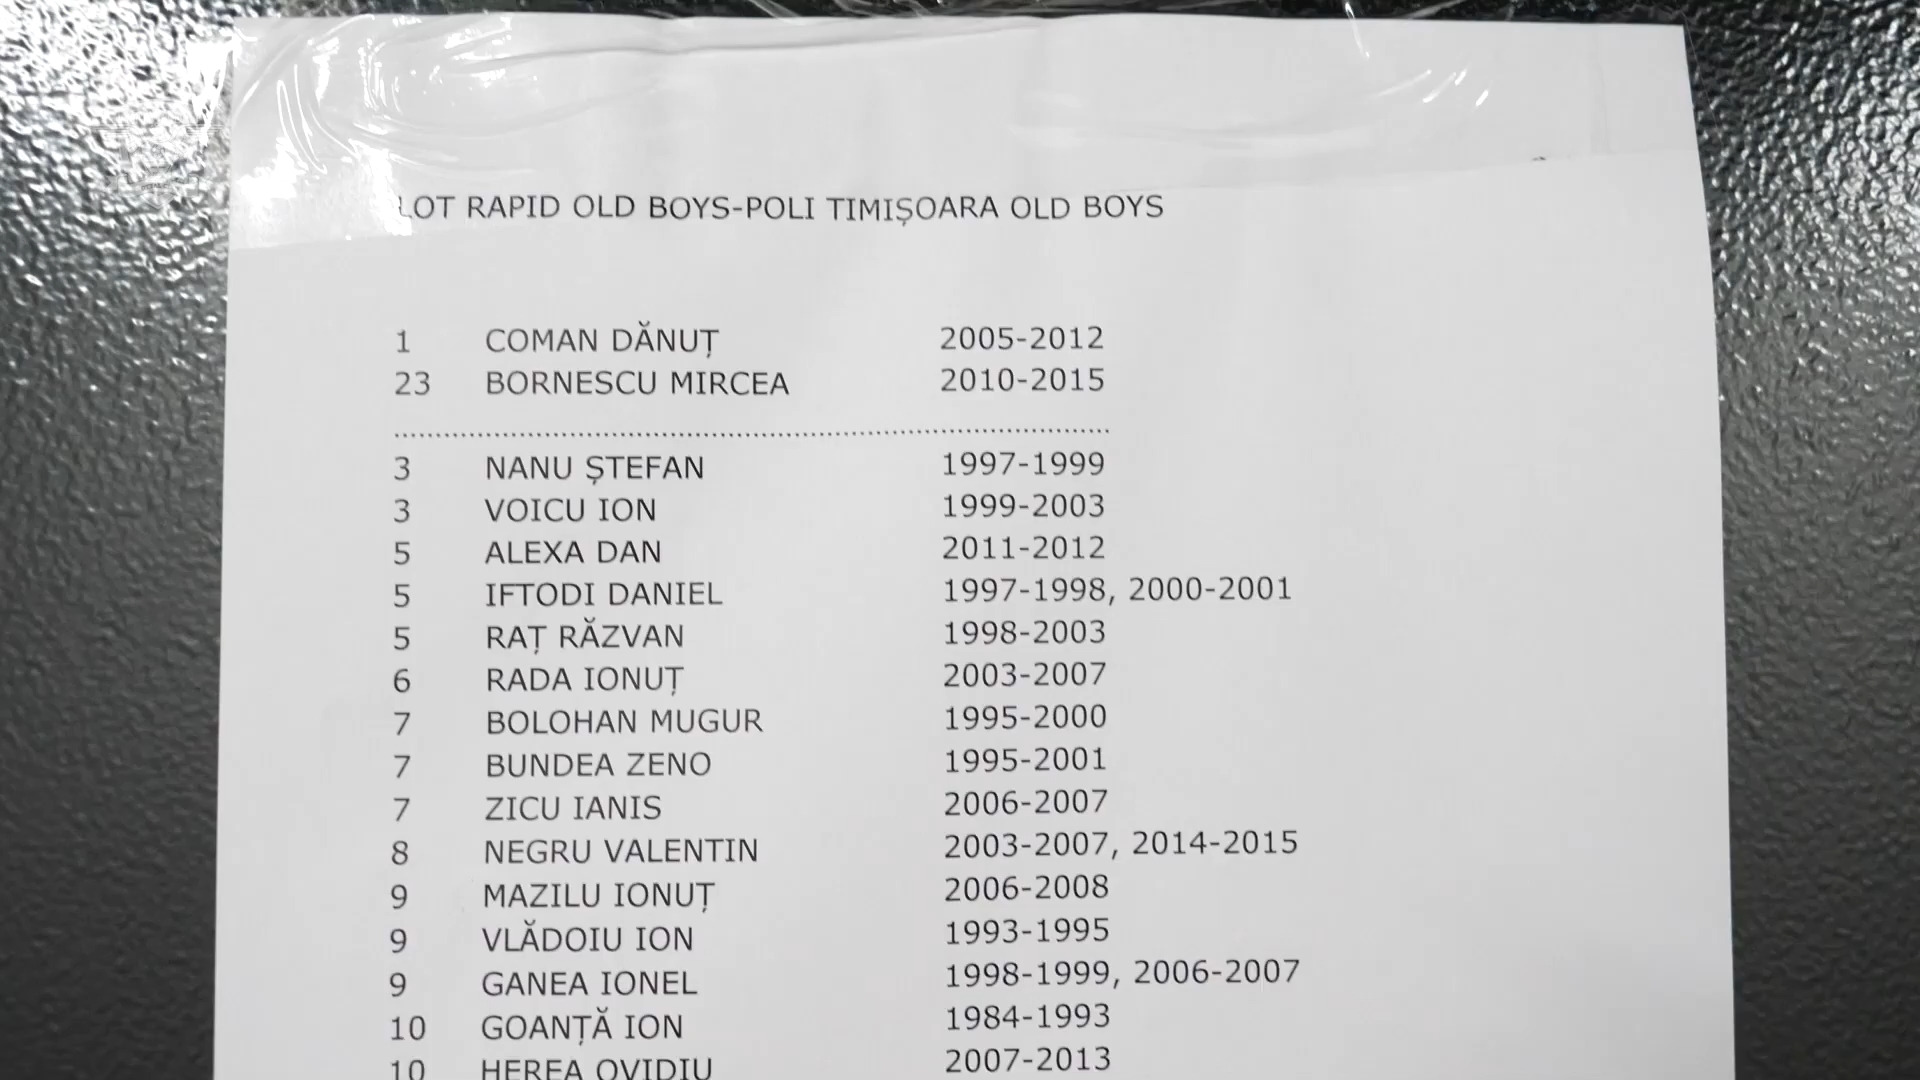 LOT RAPID OLD BOYS-POLI TIMIȘOARA OLD BOYS
1 COMAN DĂNUȚ 2005-2012
23 BORNESCU MIRCEA 2010-2015
3 NANU ȘTEFAN 1997-1999
3 VOICU ION 1999-2003
5 ALEXA DAN 2011-2012
5 IFTODI DANIEL 1997-1998, 2000-2001
5 RAȚ RĂZVAN 1998-2003
6 RADA IONUȚ 2003-2007
7 BOLOHAN MUGUR 1995-2000
7 BUNDEA ZENO 1995-2001
7 ZICU IANIS 2006-2007
8 NEGRU VALENTIN 2003-2007, 2014-2015
9 MAZILU IONUȚ 2006-2008
9 VLĂDOIU ION 1993-1995
9 GANEA IONEL 1998-1999, 2006-2007
10 GOANȚĂ ION 1984-1993
10 HEREA OVIDIU 2007-2013